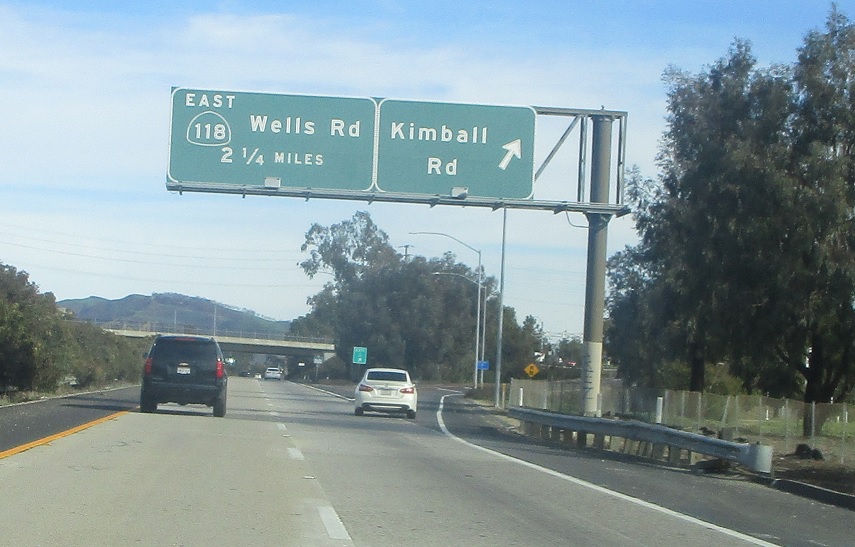 EAST
118 Wells Rd
2 1/4 MILES
Kimball
Rd